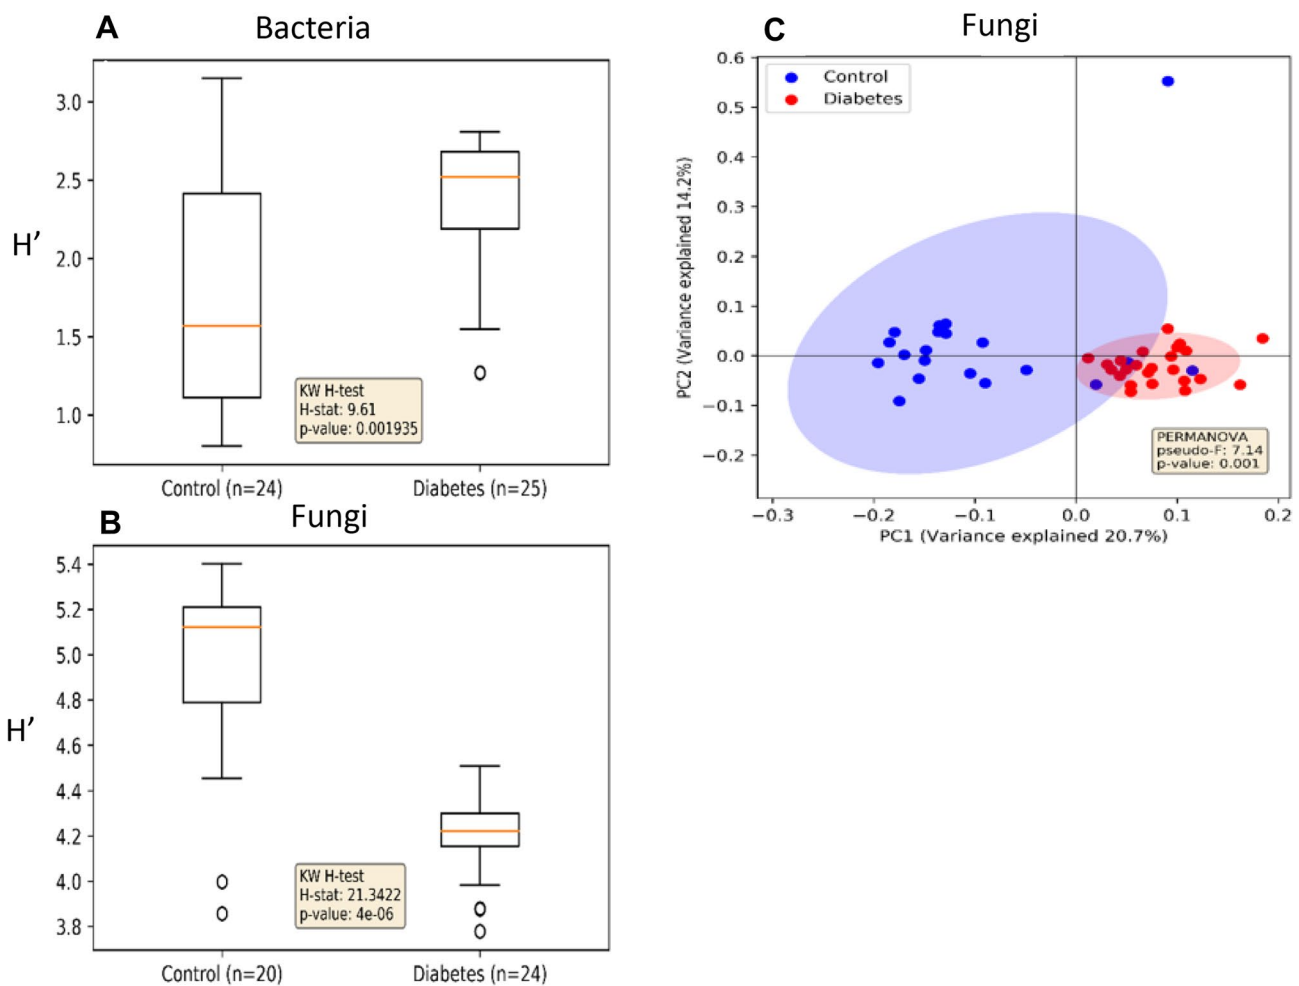 A
Bacteria
3.0
2.5
H’
2.0
1.5
1.0
KW H-test
H-stat: 9.61
p-value: 0.001935
Control (n=24)
Diabetes (n=25)
B
Fungi
5.4
5.2
5.0
4.8
H’
4.6
4.4
4.2
4.0
3.8
KW H-test
H-stat: 21.3422
p-value: 4e-06
Control (n=20)
Diabetes (n=24)
C
Fungi
Control
Diabetes
0.6
0.5
0.4
0.3
0.2
0.1
0.0
−0.1
−0.2
PC2 (Variance explained 14.2%)
PERMANOVA
pseudo-F: 7.14
p-value: 0.001
−0.3
−0.2
−0.1
0.0
0.1
0.2
PC1 (Variance explained 20.7%)